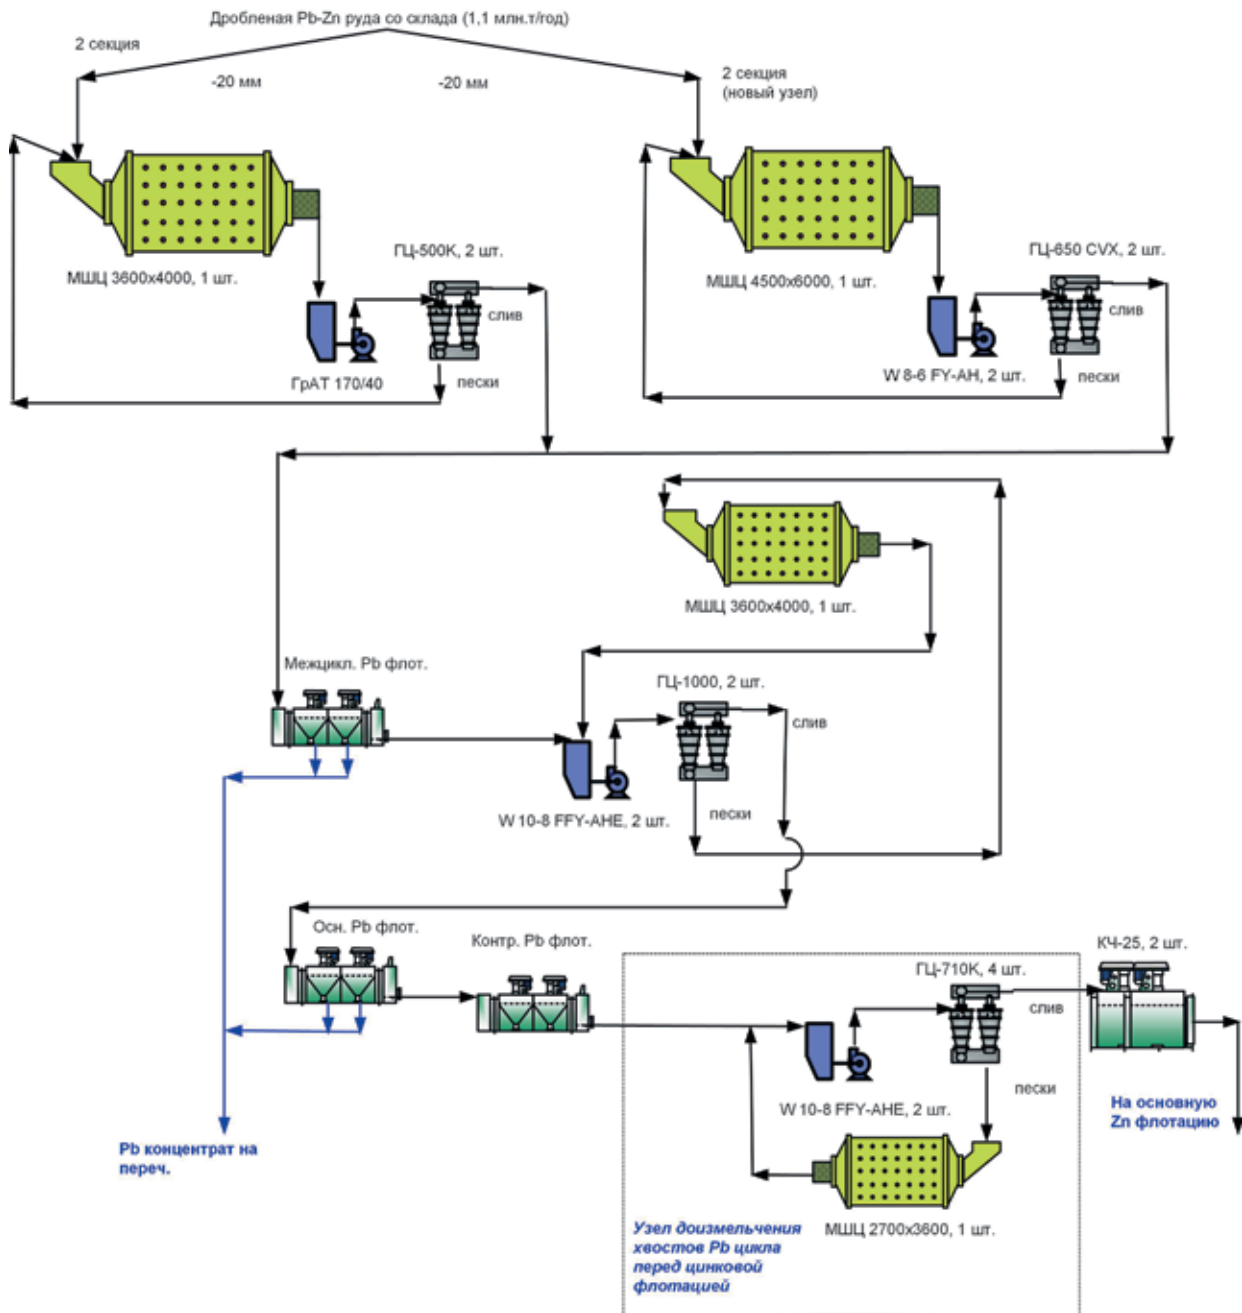 Дробленая Pb-Zn руда со склада (1,1 млн.т/год)
2 секция
-20 мм
-20 мм
2 секция
(новый узел)
ГЦ-500К, 2 шт.
ГЦ-650 CVX, 2 шт.
МШЦ 3600х4000, 1 шт.
МШЦ 4500х6000, 1 шт.
слив
слив
ГрАТ 170/40
пески
W 8-6 FY-AH, 2 шт.
пески
МШЦ 3600х4000, 1 шт.
Межцикл. Pb флот.
ГЦ-1000, 2 шт.
слив
W 10-8 FFY-AHE, 2 шт.
пески
Осн. Pb флот.
Контр. Pb флот.
ГЦ-710К, 4 шт.
КЧ-25, 2 шт.
слив
пески
W 10-8 FFY-AHE, 2 шт.
На основную
Zn флотацию
Pb концентрат на
переч.
МШЦ 2700х3600, 1 шт.
Узел доизмельчения
хвостов Pb цикла
перед цинковой
флотацией